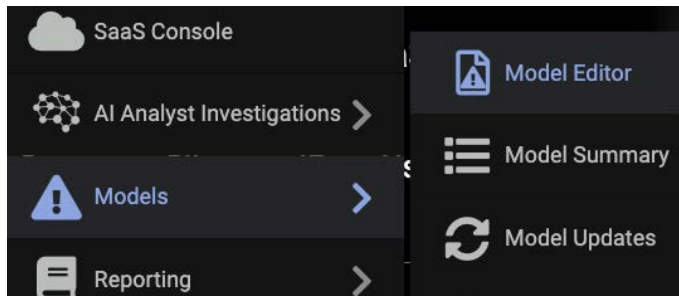 SaaS Console
AI Analyst Investigations
Models
Reporting
Model Editor
Model Summary
Model Updates